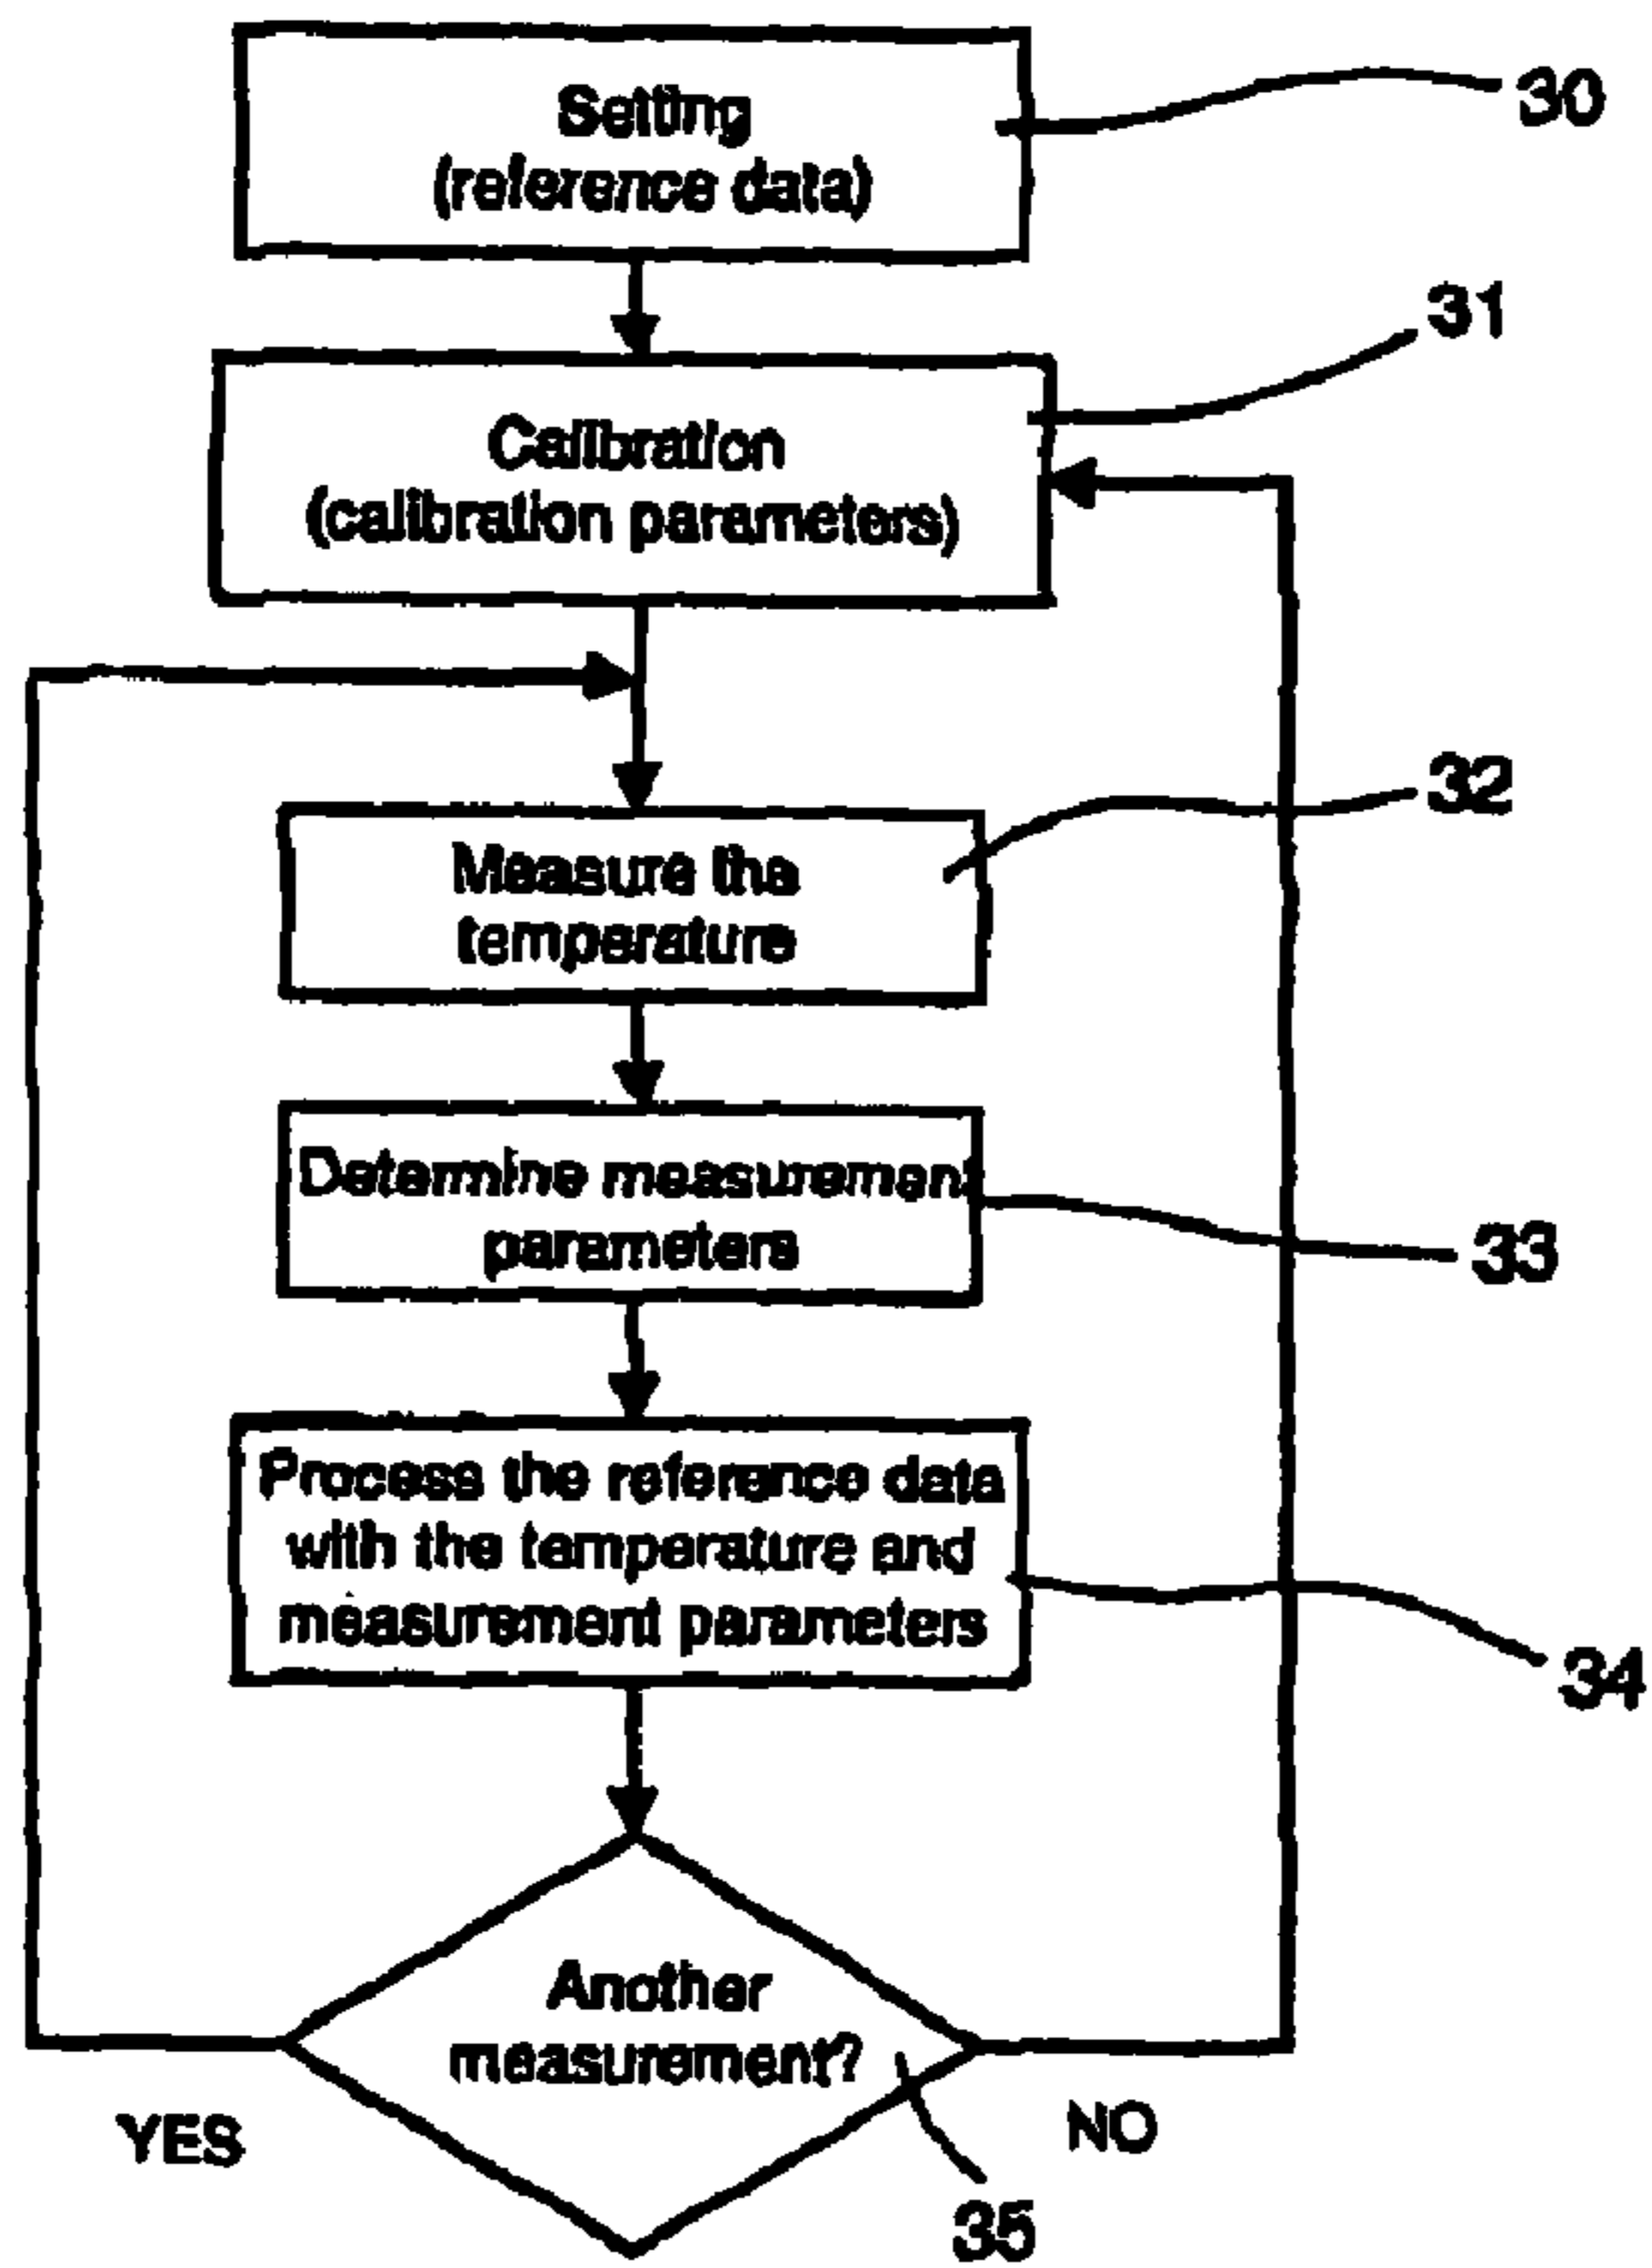 Setting
(reference data)
30
31
Calibration
(calibration parameters)
32
Measure the
temperature
Determine measurement
parameters
33
Process the reference data
with the temperature and
measurement parameters
34
Another
measurement?
YES
NO
35